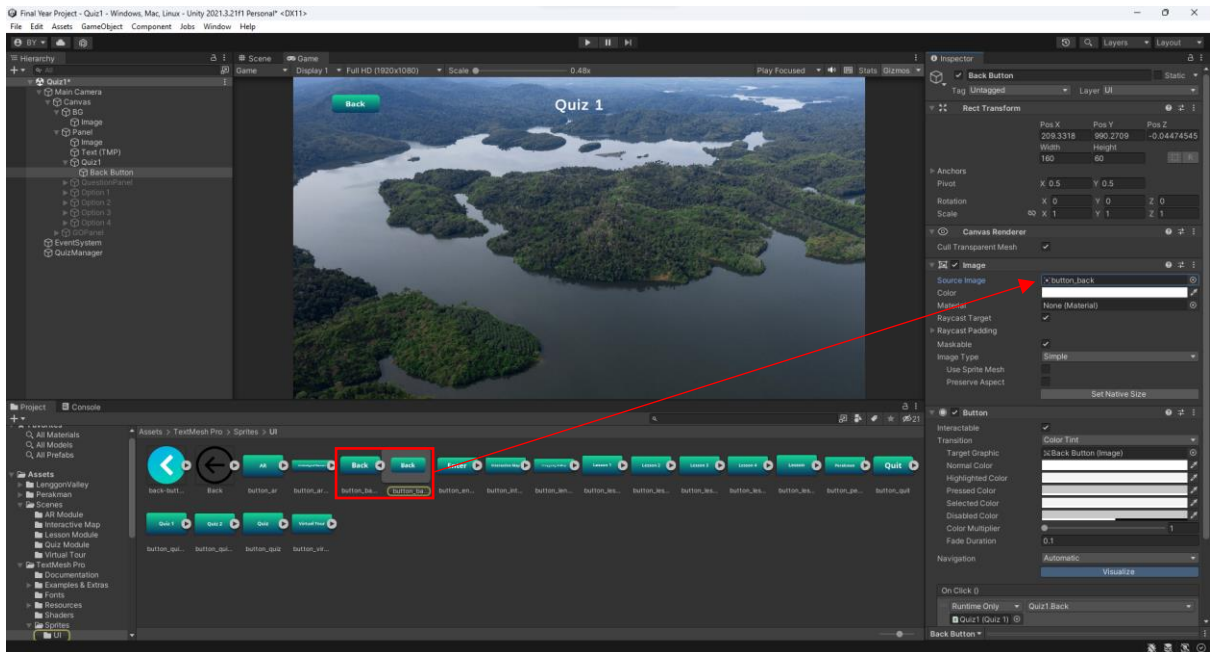 Final Year Project - Quiz1 - Windows, Mac, Linux - Unity 2021.3.21f1 Personal* <DX11>
File Edit Assets GameObject Component Jobs Window Help
BY
Layers
Layout
Hierarchy
All
Quiz1*
Main Camera
Canvas
BG
Image
Panel
Image
Text (TMP)
Quiz1
Back Button
QuestionPanel
Option 1
Option 2
Option 3
Option 4
GOPanel
EventSystem
QuizManager
Scene
Game
Game
Display 1
Full HD (1920x1080)
Scale
0.48x
Play Focused
Stats
Gizmos
Back
Quiz 1
Project
Console
21
Favorites
All Materials
All Models
All Prefabs
Assets
LenggonValley
Perakman
Scenes
AR Module
Interactive Map
Lesson Module
Quiz Module
Virtual Tour
TextMesh Pro
Documentation
Examples & Extras
Fonts
Resources
Shaders
Sprites
UI
Assets > TextMesh Pro > Sprites > UI
AR
Back
Back
Lesson 1
Lesson 2
Lesson 3
Lesson 4
Lesson
Perakman
Quit
back-butt...
Back
button_ar
button_ar...
button_ba...
button_ba...
button_en...
button_int...
button_len...
button_les...
button_les...
button_les...
button_les...
button_les...
button_pe...
button_quit
Quiz 1
Quiz 2
Quiz
Virtual Tour
button_qui...
button_qui...
button_quiz
button_vir...
Inspector
Back Button
Static
Tag Untagged
Layer UI
Rect Transform
Pos X Pos Y Pos Z
209.3318 990.2709 -0.04474545
Width Height
160 60
R
Anchors
Pivot X 0.5 Y 0.5
Rotation X 0 Y 0 Z 0
Scale X 1 Y 1 Z 1
Canvas Renderer
Cull Transparent Mesh
Image
Source Image button_back
Color
Material None (Material)
Raycast Target
Raycast Padding
Maskable
Image Type Simple
Use Sprite Mesh
Preserve Aspect
Set Native Size
Button
Interactable
Transition Color Tint
Target Graphic Back Button (Image)
Normal Color
Highlighted Color
Pressed Color
Selected Color
Disabled Color
Color Multiplier 1
Fade Duration 0.1
Navigation Automatic
Visualize
On Click ()
Runtime Only Quiz1.Back
Quiz1 (Quiz 1)
Back Button